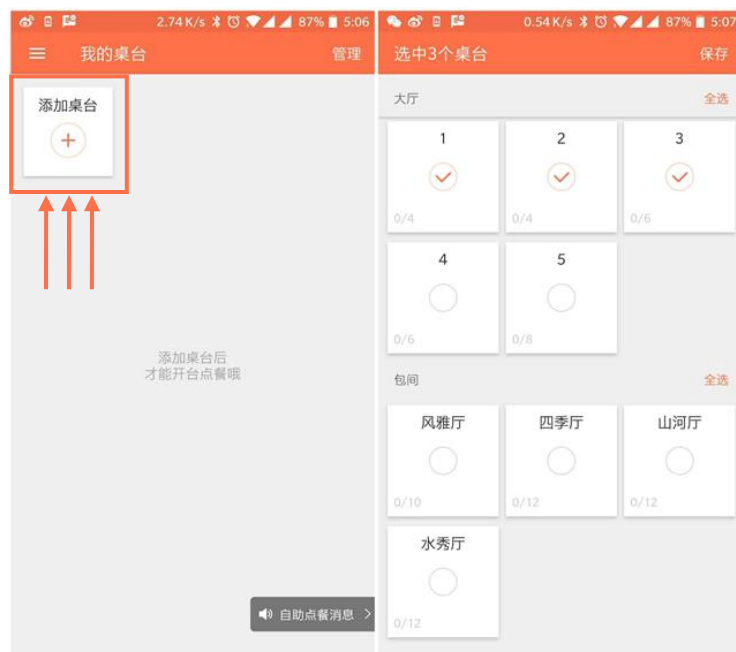 2.74K/s 87% 5:06
我的桌台 管理
添加桌台
添加桌台后
才能开台点餐哦
自助点餐消息
0.54K/s 87% 5:07
选中3个桌台 保存
大厅 全选
1 2 3
0/4 0/4 0/6
4 5
0/6 0/8
包间 全选
风雅厅 四季厅 山河厅
0/10 0/12 0/12
水秀厅
0/12